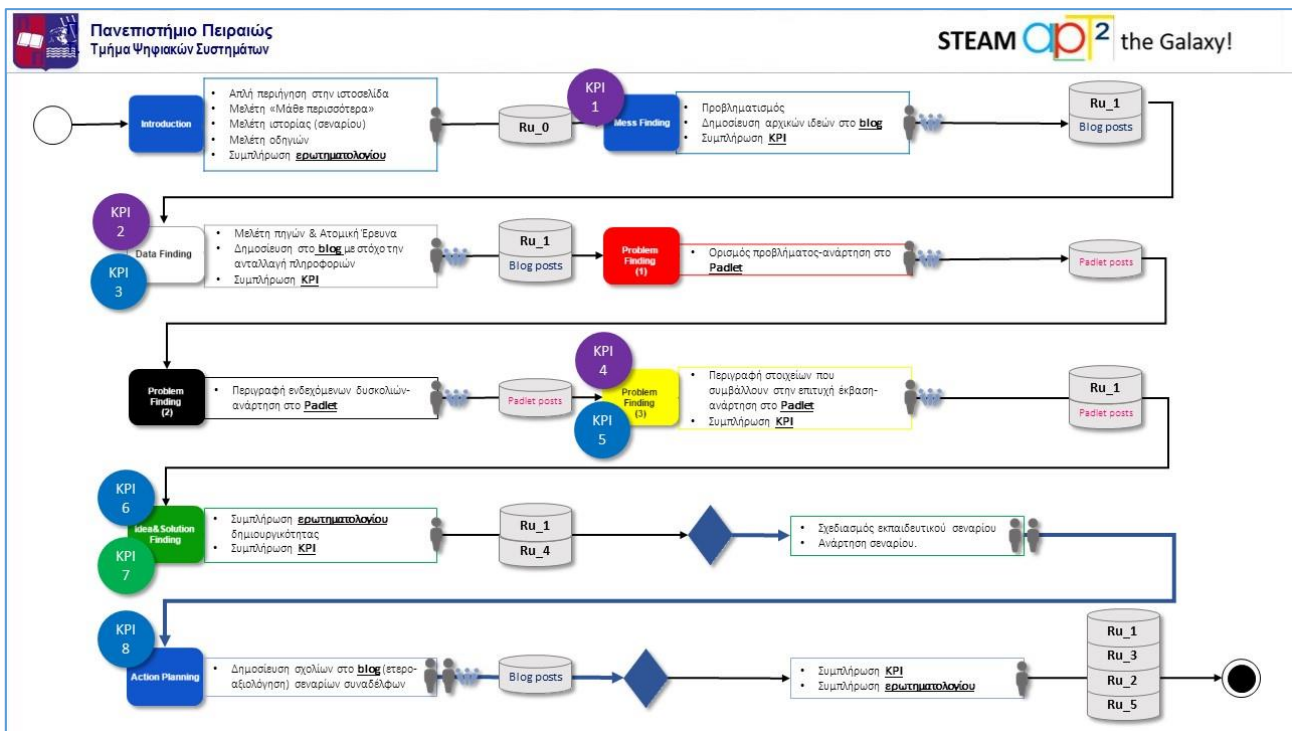 Πανεπιστήμιο Πειραιώς
Τμήμα Ψηφιακών Συστημάτων
STEAM apT2 the Galaxy!
Introduction
• Απλή περιήγηση στην ιστοσελίδα
• Μελέτη «Μάθε περισσότερα»
• Μελέτη ιστορίας (σεναρίου)
• Μελέτη οδηγιών
• Συμπλήρωση ερωτηματολογίου
Ru_0
KPI
1
Mess Finding
• Προβληματισμός
• Δημοσίευση αρχικών ιδεών στο blog
• Συμπλήρωση KPI
Ru_1
Blog posts
KPI
2
Data Finding
KPI
3
• Μελέτη πηγών & Ατομική Έρευνα
• Δημοσίευση στο blog με στόχο την
ανταλλαγή πληροφοριών
• Συμπλήρωση KPI
Ru_1
Blog posts
Problem
Finding
(1)
• Ορισμός προβλήματος-ανάρτηση στο
Padlet
Padlet posts
Problem
Finding
(2)
• Περιγραφή ενδεχόμενων δυσκολιών-
ανάρτηση στο Padlet
Padlet posts
KPI
4
Problem
Finding
(3)
KPI
5
• Περιγραφή στοιχείων που
συμβάλλουν στην επιτυχή έκβαση-
ανάρτηση στο Padlet
• Συμπλήρωση KPI
Ru_1
Padlet posts
KPI
6
Idea&Solution
Finding
KPI
7
• Συμπλήρωση ερωτηματολογίου
δημιουργικότητας
• Συμπλήρωση KPI
Ru_1
Ru_4
• Σχεδιασμός εκπαιδευτικού σεναρίου
• Ανάρτηση σεναρίου.
KPI
8
Action Planning
• Δημοσίευση σχολίων στο blog (ετερο-
αξιολόγηση) σεναρίων συναδέλφων
Blog posts
• Συμπλήρωση KPI
• Συμπλήρωση ερωτηματολογίου
Ru_1
Ru_3
Ru_2
Ru_5